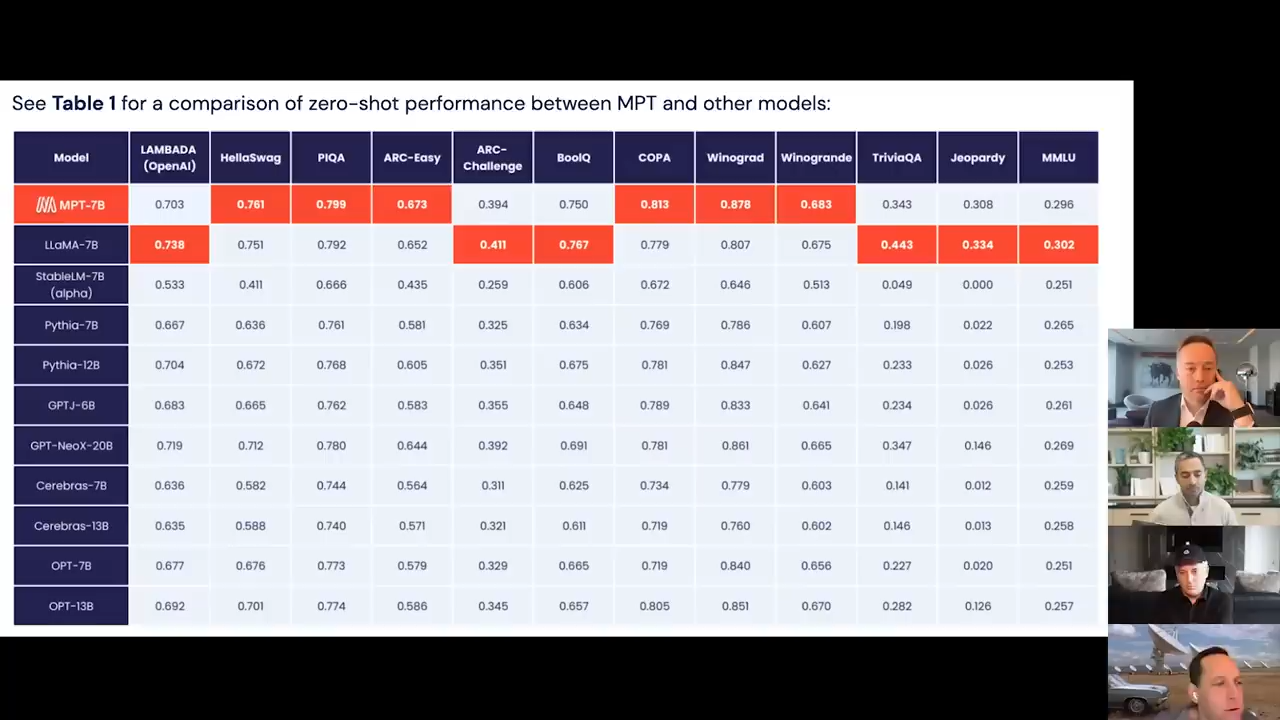 See Table 1 for a comparison of zero-shot performance between MPT and other models:
Model LAMBADA (OpenAI) HellaSwag PIQA ARC-Easy ARC-Challenge BoolQ COPA Winograd Winogrande TriviaQA Jeopardy MMLU
MPT-7B 0.703 0.761 0.799 0.673 0.394 0.750 0.813 0.878 0.683 0.343 0.308 0.296
LLaMA-7B 0.738 0.751 0.792 0.652 0.411 0.767 0.779 0.807 0.675 0.443 0.334 0.302
StableLM-7B (alpha) 0.533 0.411 0.666 0.435 0.259 0.606 0.672 0.646 0.513 0.049 0.000 0.251
Pythia-7B 0.667 0.636 0.761 0.581 0.325 0.634 0.769 0.786 0.607 0.198 0.022 0.265
Pythia-12B 0.704 0.672 0.768 0.605 0.351 0.675 0.781 0.847 0.627 0.233 0.026 0.253
GPTJ-6B 0.683 0.665 0.762 0.583 0.355 0.648 0.789 0.833 0.641 0.234 0.026 0.261
GPT-NeoX-20B 0.719 0.712 0.780 0.644 0.392 0.691 0.781 0.861 0.665 0.347 0.146 0.269
Cerebras-7B 0.636 0.582 0.744 0.564 0.311 0.625 0.734 0.779 0.603 0.141 0.012 0.259
Cerebras-13B 0.635 0.588 0.740 0.571 0.321 0.611 0.719 0.760 0.602 0.146 0.013 0.258
OPT-7B 0.677 0.676 0.773 0.579 0.329 0.665 0.719 0.840 0.656 0.227 0.020 0.251
OPT-13B 0.692 0.701 0.774 0.586 0.345 0.657 0.805 0.851 0.670 0.282 0.126 0.257